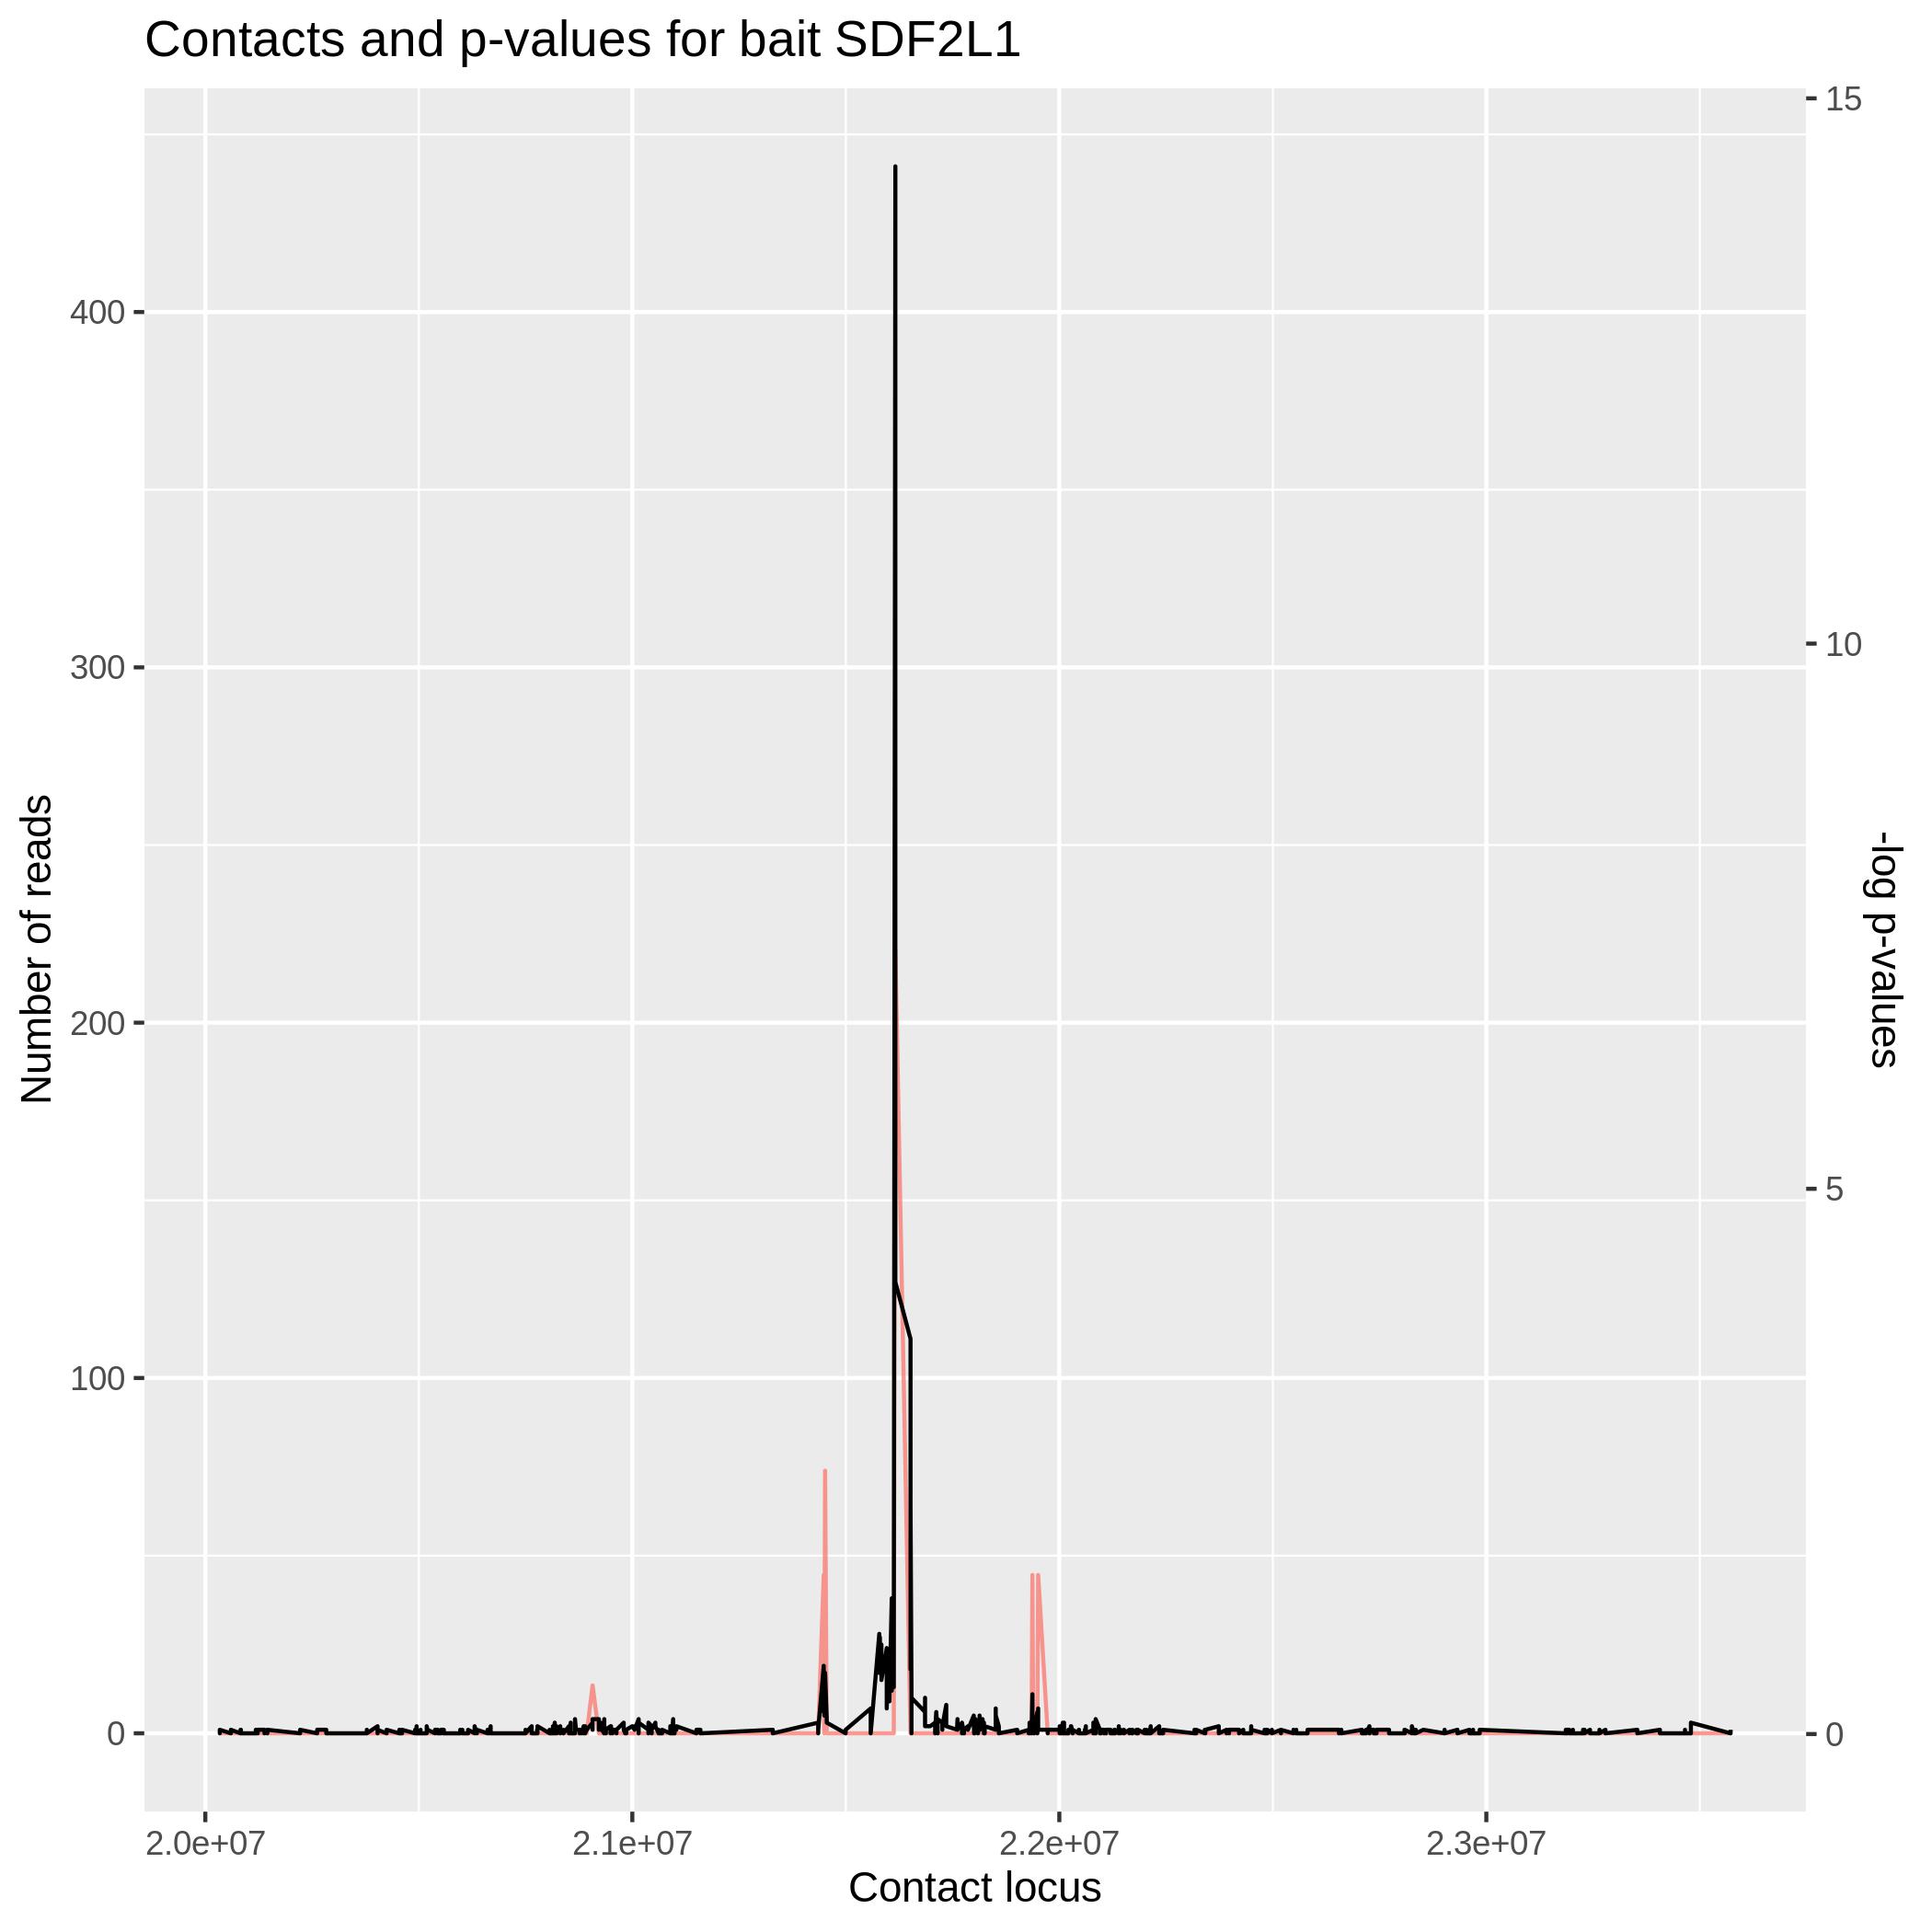 Contacts and p-values for bait SDF2L1
15
400
300
10
200
5
100
0
0
Number of reads
-log p-values
2.0e+07
2.1e+07
2.2e+07
2.3e+07
Contact locus